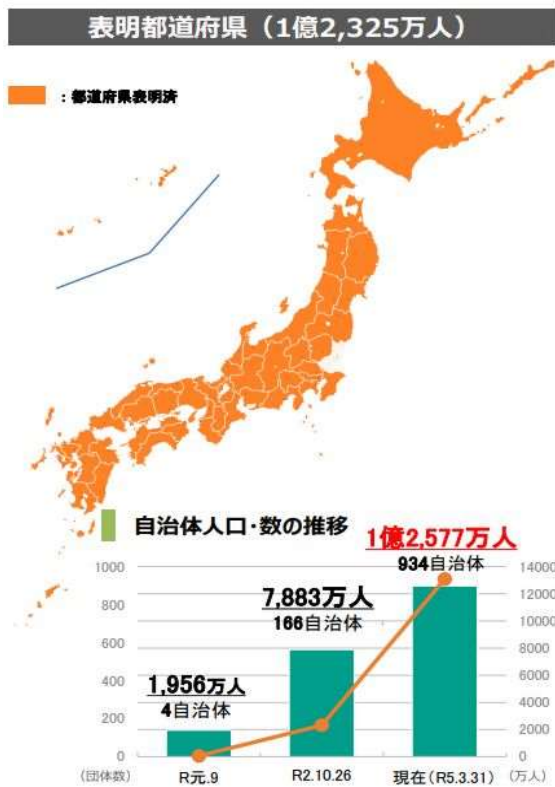 表明都道府県（1億2,325万人）
：都道府県表明済
自治体人口･数の推移
1億2,577万人
934自治体
7,883万人
166自治体
1,956万人
4自治体
1000
800
600
400
200
0
14000
12000
10000
8000
6000
4000
2000
0
（団体数）
R元.9
R2.10.26
現在（R5.3.31）
（万人）